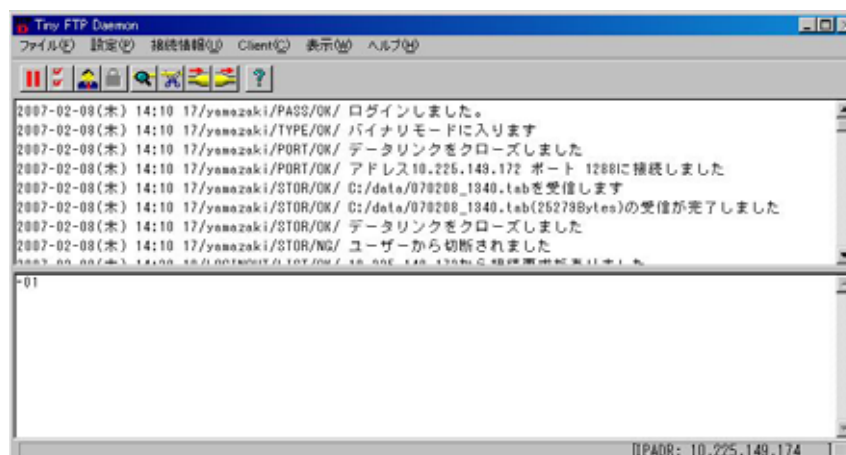 Tiny FTP Daemon
ファイル(F) 設定(P) 接続情報(U) Client(C) 表示(W) ヘルプ(H)
2007-02-08(木) 14:10 17/yamazaki/PASS/OK/ ログインしました。
2007-02-08(木) 14:10 17/yamazaki/TYPE/OK/ バイナリモードに入ります
2007-02-08(木) 14:10 17/yamazaki/PORT/OK/ データリンクをクローズしました
2007-02-08(木) 14:10 17/yamazaki/PORT/OK/ アドレス10.225.149.172 ポート 1288に接続しました
2007-02-08(木) 14:10 17/yamazaki/STOR/OK/ C:/data/070208_1340.tabを受信します
2007-02-08(木) 14:10 17/yamazaki/STOR/OK/ C:/data/070208_1340.tab(25279Bytes)の受信が完了しました
2007-02-08(木) 14:10 17/yamazaki/STOR/OK/ データリンクをクローズしました
2007-02-08(木) 14:10 17/yamazaki/STOR/NG/ ユーザーから切断されました
-01
IPADR: 10.225.149.174